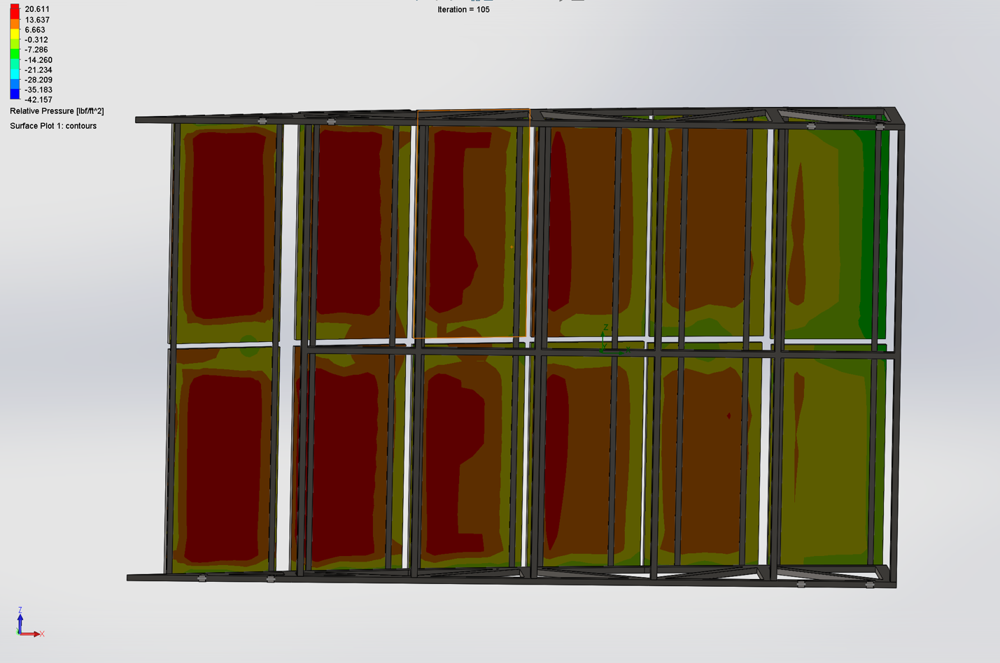 Iteration = 105
20.611
13.637
6.663
-0.312
-7.286
-14.260
-21.234
-28.209
-35.183
-42.157
Relative Pressure [lbf/ft^2]
Surface Plot 1: contours
Z
Y
Z
X